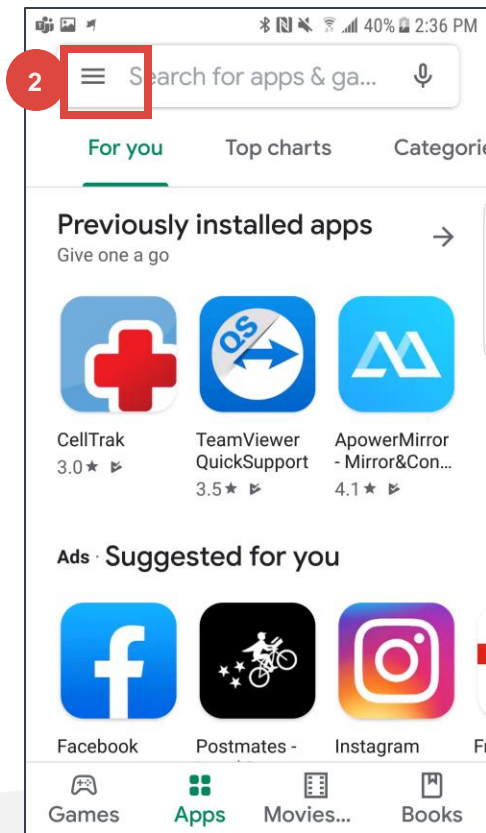 40% 2:36 PM
2
Search for apps & ga...
For you Top charts Categorie
Previously installed apps
Give one a go
QS
CellTrak TeamViewer ApowerMirror
QuickSupport - Mirror&Con...
3.0★ 3.5★ 4.1★
Ads · Suggested for you
Facebook Postmates - Instagram Fr
Games Apps Movies... Books